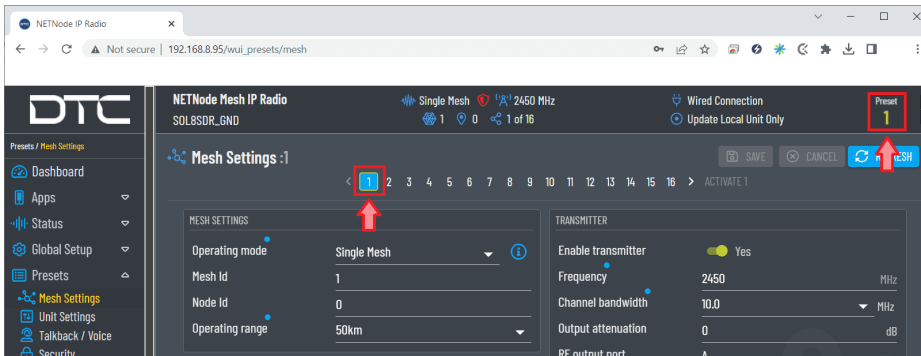 NETNode IP Radio
Not secure | 192.168.8.95/wui_presets/mesh
DTC
NETNode Mesh IP Radio
SOL8SDR_GND
Single Mesh 2450 MHz
1 0 1 of 16
Wired Connection
Update Local Unit Only
Preset
1
Presets / Mesh Settings
Dashboard
Apps
Status
Global Setup
Presets
Mesh Settings
Unit Settings
Talkback / Voice
Security
Mesh Settings :1
SAVE CANCEL
< 1 2 3 4 5 6 7 8 9 10 11 12 13 14 15 16 > ACTIVATE 1
MESH SETTINGS
Operating mode Single Mesh
Mesh Id 1
Node Id 0
Operating range 50km
TRANSMITTER
Enable transmitter Yes
Frequency 2450 MHz
Channel bandwidth 10.0 MHz
Output attenuation 0 dB
RF output port A